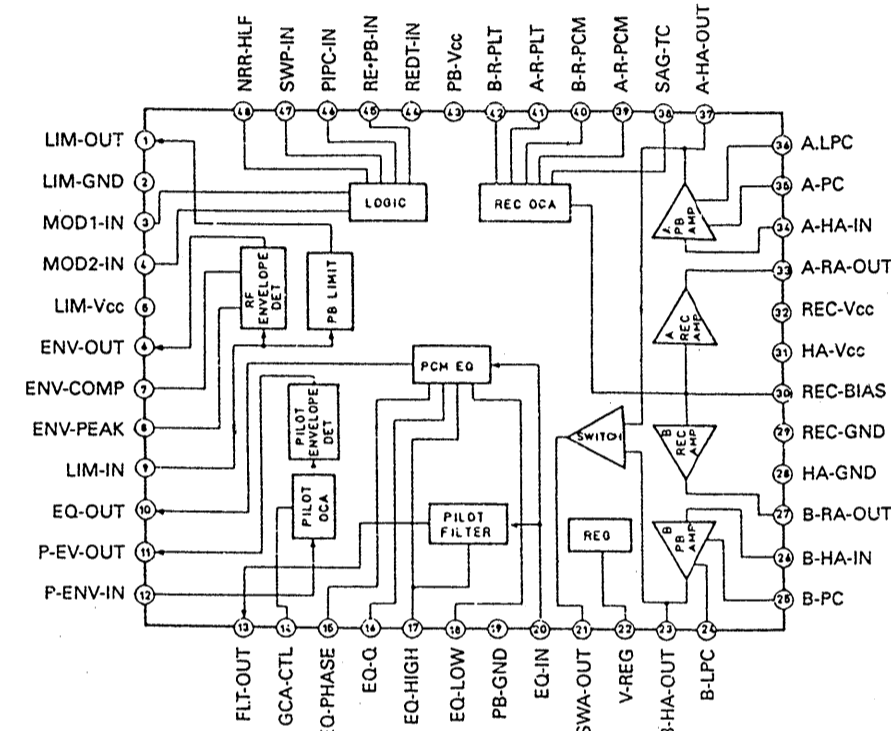 NRR-HLF
SWP-IN
PIPC-IN
RE•PB-IN
REDT-IN
PB-Vcc
B-R-PLT
A-R-PLT
B-R-PCM
A-R-PCM
SAG-TC
A-HA-OUT
48
47
46
45
44
43
42
41
40
39
38
37
LIM-OUT 1
LIM-GND 2
MOD1-IN 3
MOD2-IN 4
LIM-Vcc 5
ENV-OUT 6
ENV-COMP 7
ENV-PEAK 8
LIM-IN 9
EQ-OUT 10
P-EV-OUT 11
P-ENV-IN 12
LOGIC
REC OCA
RF
ENVELOPE
DET
PB LIMIT
PCM EQ
PILOT
ENVELOPE
DET
PILOT
OCA
PILOT
FILTER
SWITCH
REG
A
PB
AMP
A
REC
AMP
B
REC
AMP
B
PB
AMP
36 A.LPC
35 A-PC
34 A-HA-IN
33 A-RA-OUT
32 REC-Vcc
31 HA-Vcc
30 REC-BIAS
29 REC-GND
28 HA-GND
27 B-RA-OUT
26 B-HA-IN
25 B-PC
13
14
15
16
17
18
19
20
21
22
23
24
FLT-OUT
GCA-CTL
EQ-PHASE
EQ-Q
EQ-HIGH
EQ-LOW
PB-GND
EQ-IN
SWA-OUT
V-REG
B-HA-OUT
B-LPC